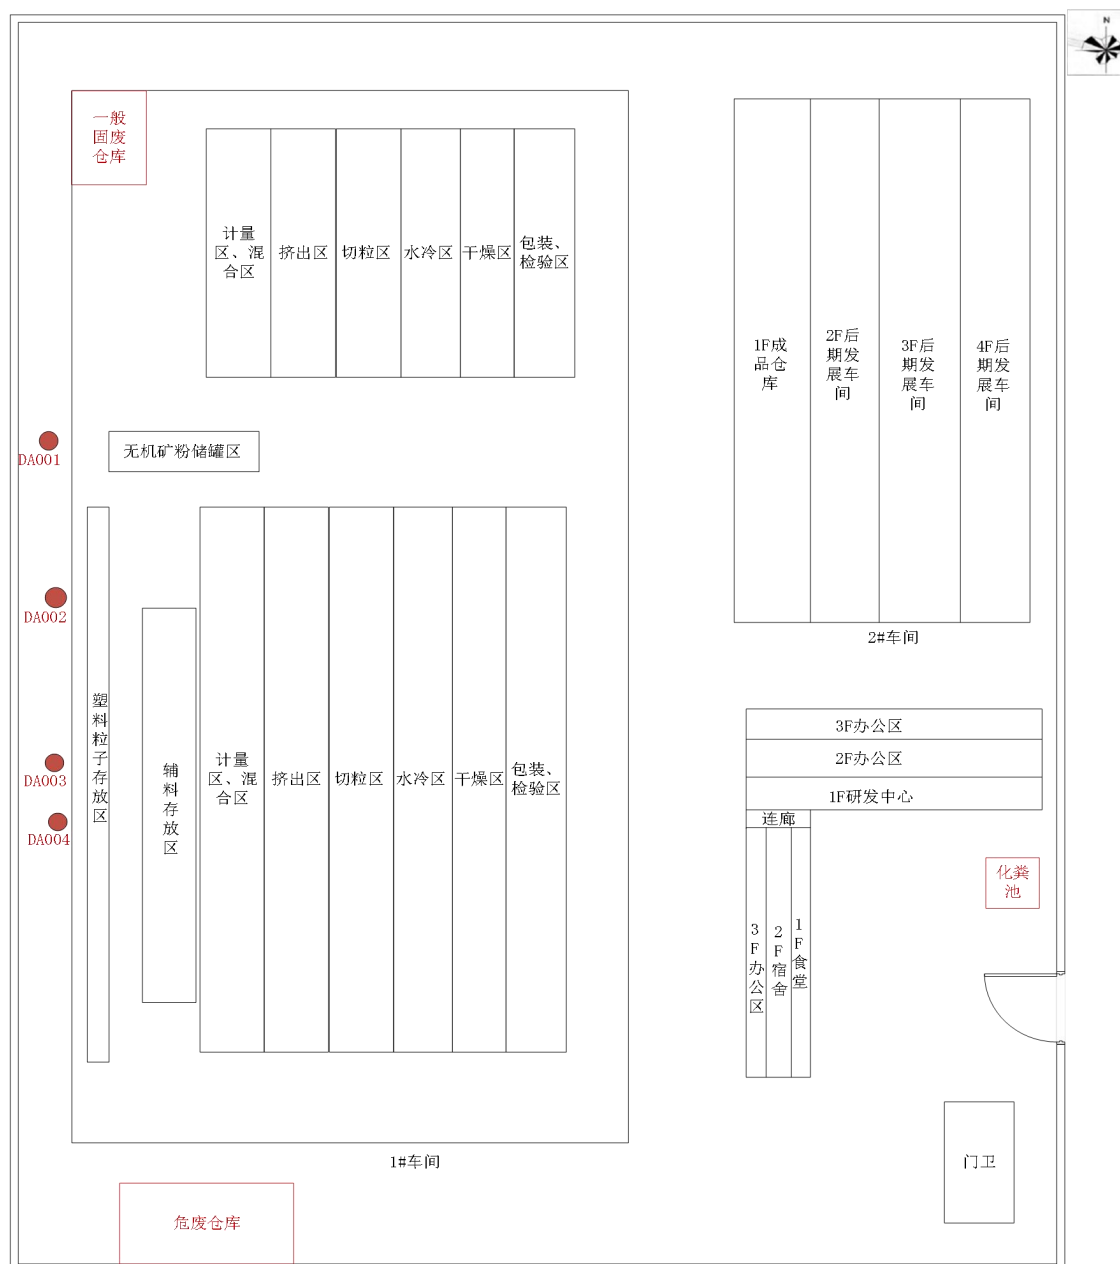 N
一般
固废
仓库
计量
区、混
合区
挤出区
切粒区
水冷区
干燥区
包装、
检验区
1F成
品仓
库
2F后
期发
展车
间
3F后
期发
展车
间
4F后
期发
展车
间
2#车间
DA001
无机矿粉储罐区
DA002
DA003
DA004
塑料粒子存放区
辅料存放区
计量
区、混
合区
挤出区
切粒区
水冷区
干燥区
包装、
检验区
1#车间
3F办公区
2F办公区
1F研发中心
连廊
3F办公区
2F宿舍
1F食堂
化粪
池
门卫
危废仓库